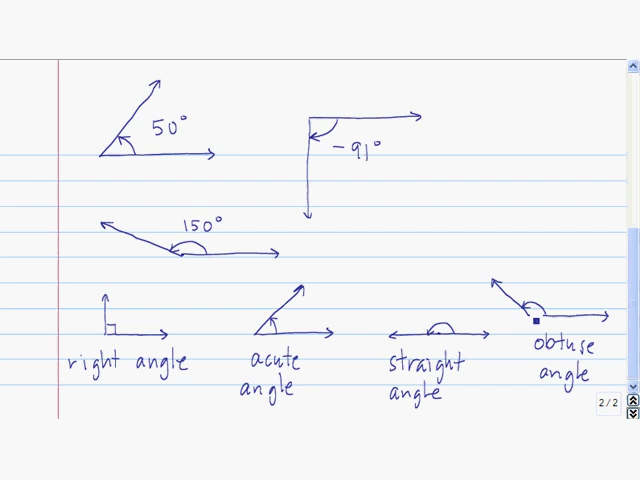 50°
- 91°
150°
right angle
acute
angle
straight
angle
obtuse
angle
2 / 2